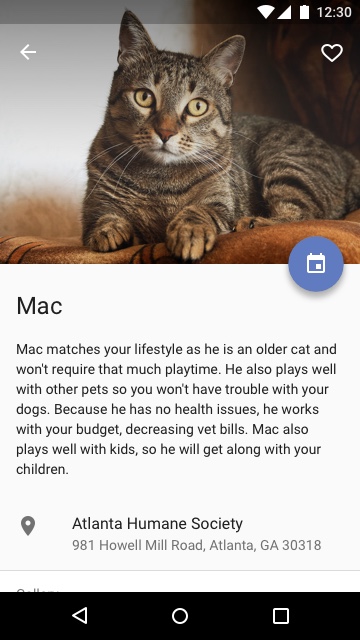 12:30
Mac
Mac matches your lifestyle as he is an older cat and
won't require that much playtime. He also plays well
with other pets so you won't have trouble with your
dogs. Because he has no health issues, he works
with your budget, decreasing vet bills. Mac also
plays well with kids, so he will get along with your
children.
Atlanta Humane Society
981 Howell Mill Road, Atlanta, GA 30318